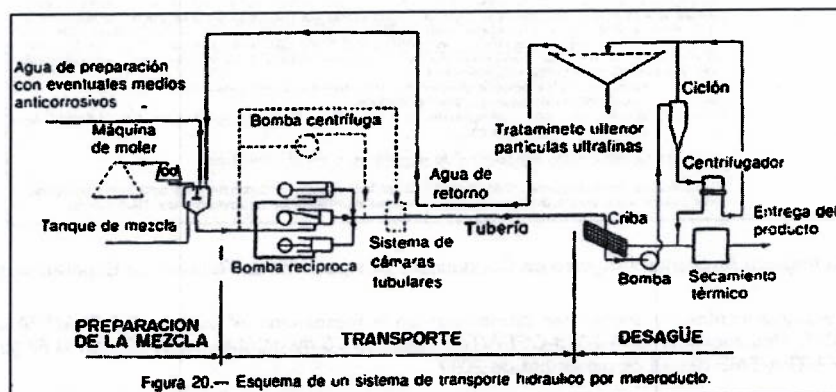 Agua de preparación
con eventuales medios
anticorrosivos
Máquina
de moler
Tanque de mezcla
Bomba centrífuga
Bomba reciproca
Agua de
retorno
Sistema de
cámaras
tubulares
Tubería
Tratamineto ulterior
partículas ultrafinas
Ciclón
Centrifugador
Criba
Bomba
Entrega del
producto
Secamiento
térmico
PREPARACION
DE LA MEZCLA
TRANSPORTE
DESAGÜE
Figura 20.— Esquema de un sistema de transporte hidráulico por mineroducto.